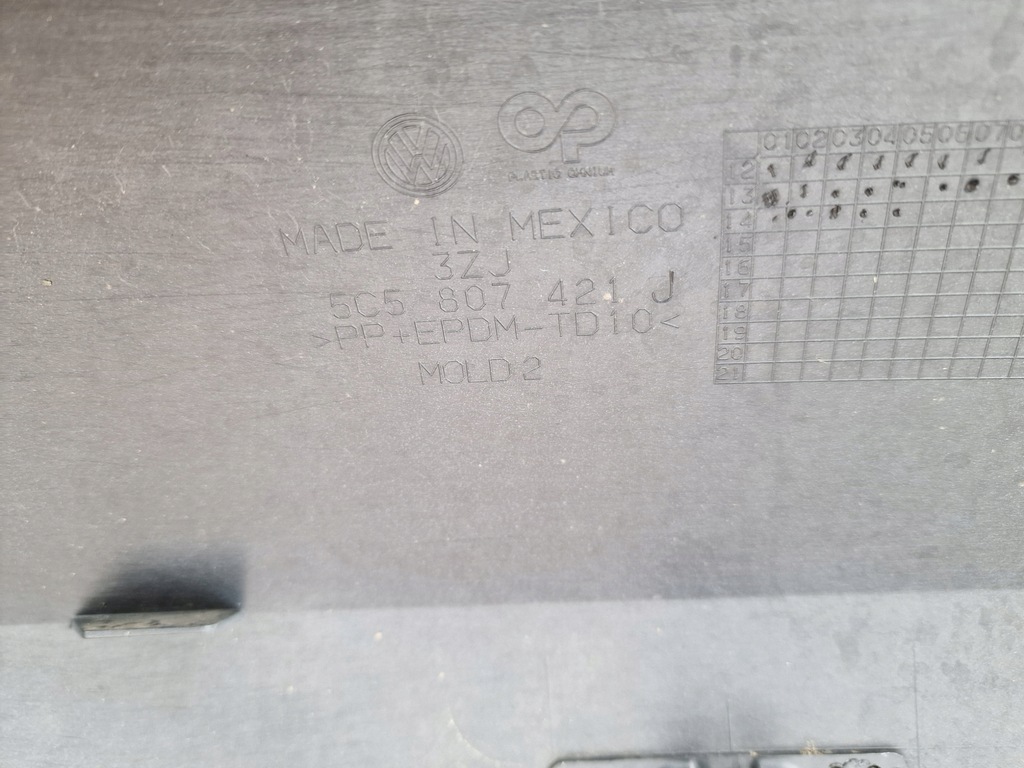 OP
PLASTIC OMNIUM
MADE IN MEXICO
3ZJ
5C5 807 421 J
>PP+EPDM-TD10<
MOLD 2
01 02 03 04 05 06 07
12
13
14
15
16
17
18
19
20
21